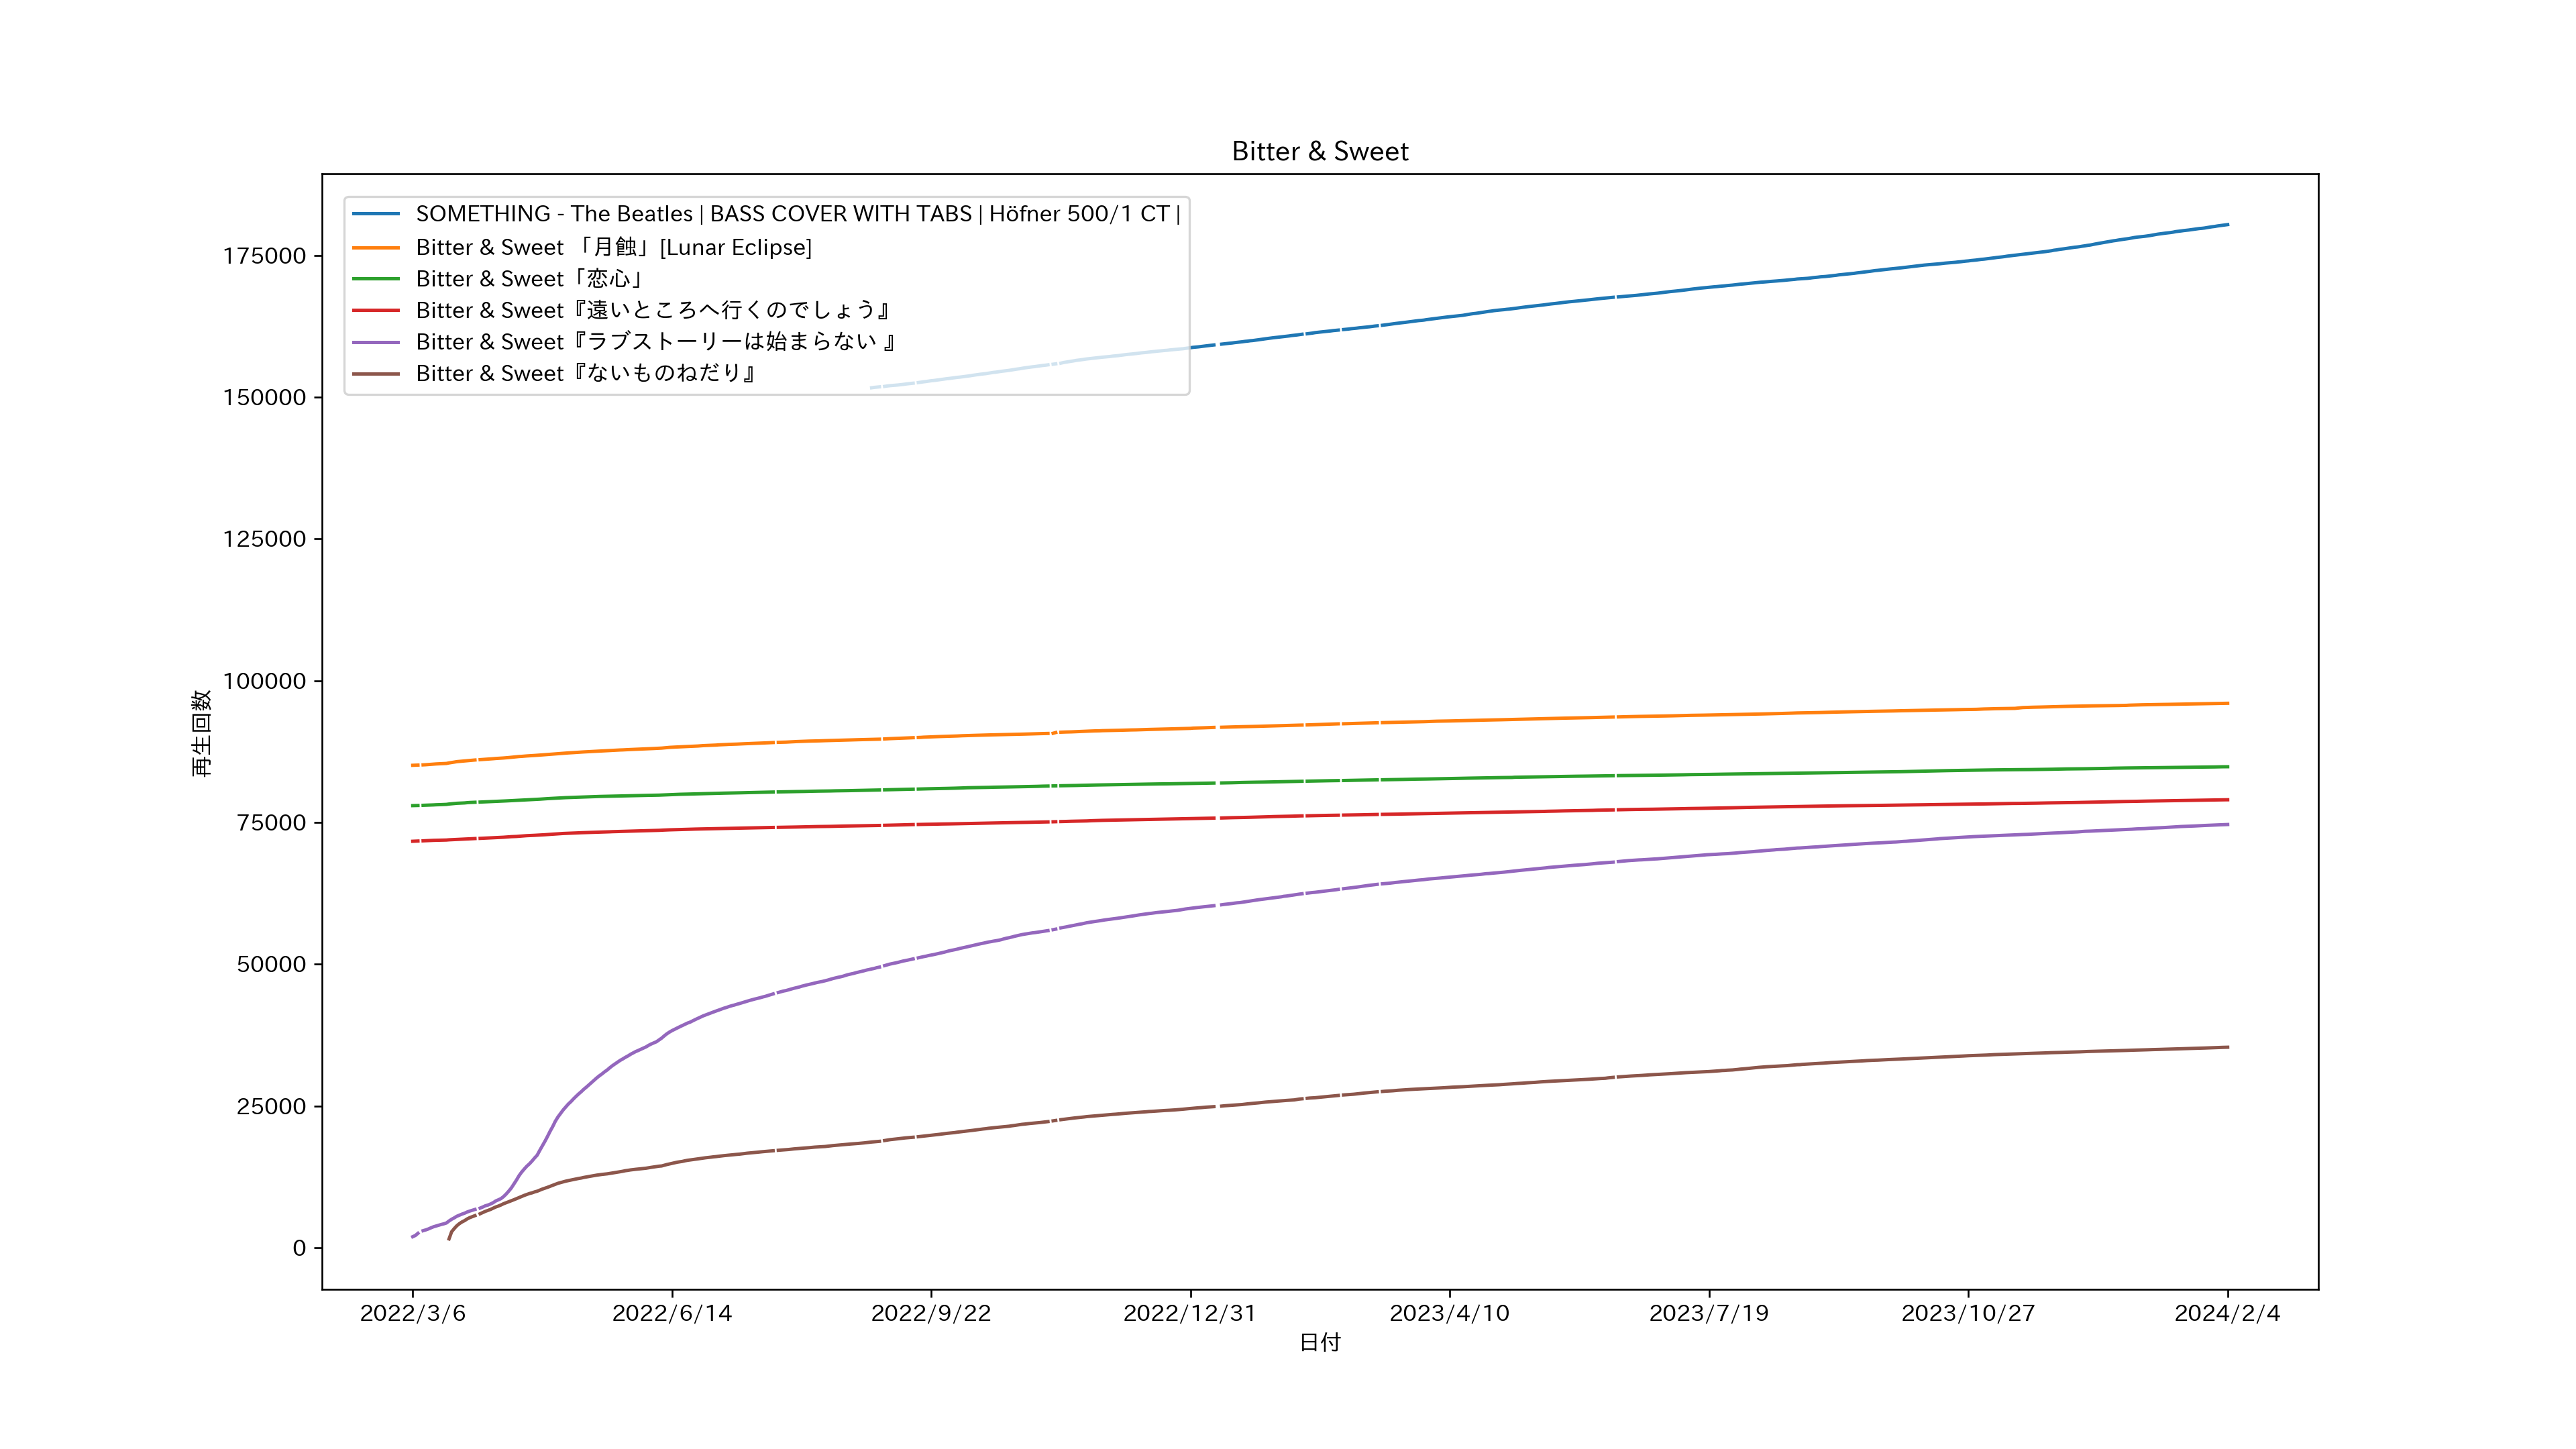 Bitter & Sweet
SOMETHING - The Beatles | BASS COVER WITH TABS | Höfner 500/1 CT |
Bitter & Sweet 「月蝕」[Lunar Eclipse]
Bitter & Sweet「恋心」
Bitter & Sweet『遠いところへ行くのでしょう』
Bitter & Sweet『ラブストーリーは始まらない 』
Bitter & Sweet『ないものねだり』
175000
150000
125000
100000
75000
50000
25000
0
再生回数
2022/3/6 2022/6/14 2022/9/22 2022/12/31 2023/4/10 2023/7/19 2023/10/27 2024/2/4
日付